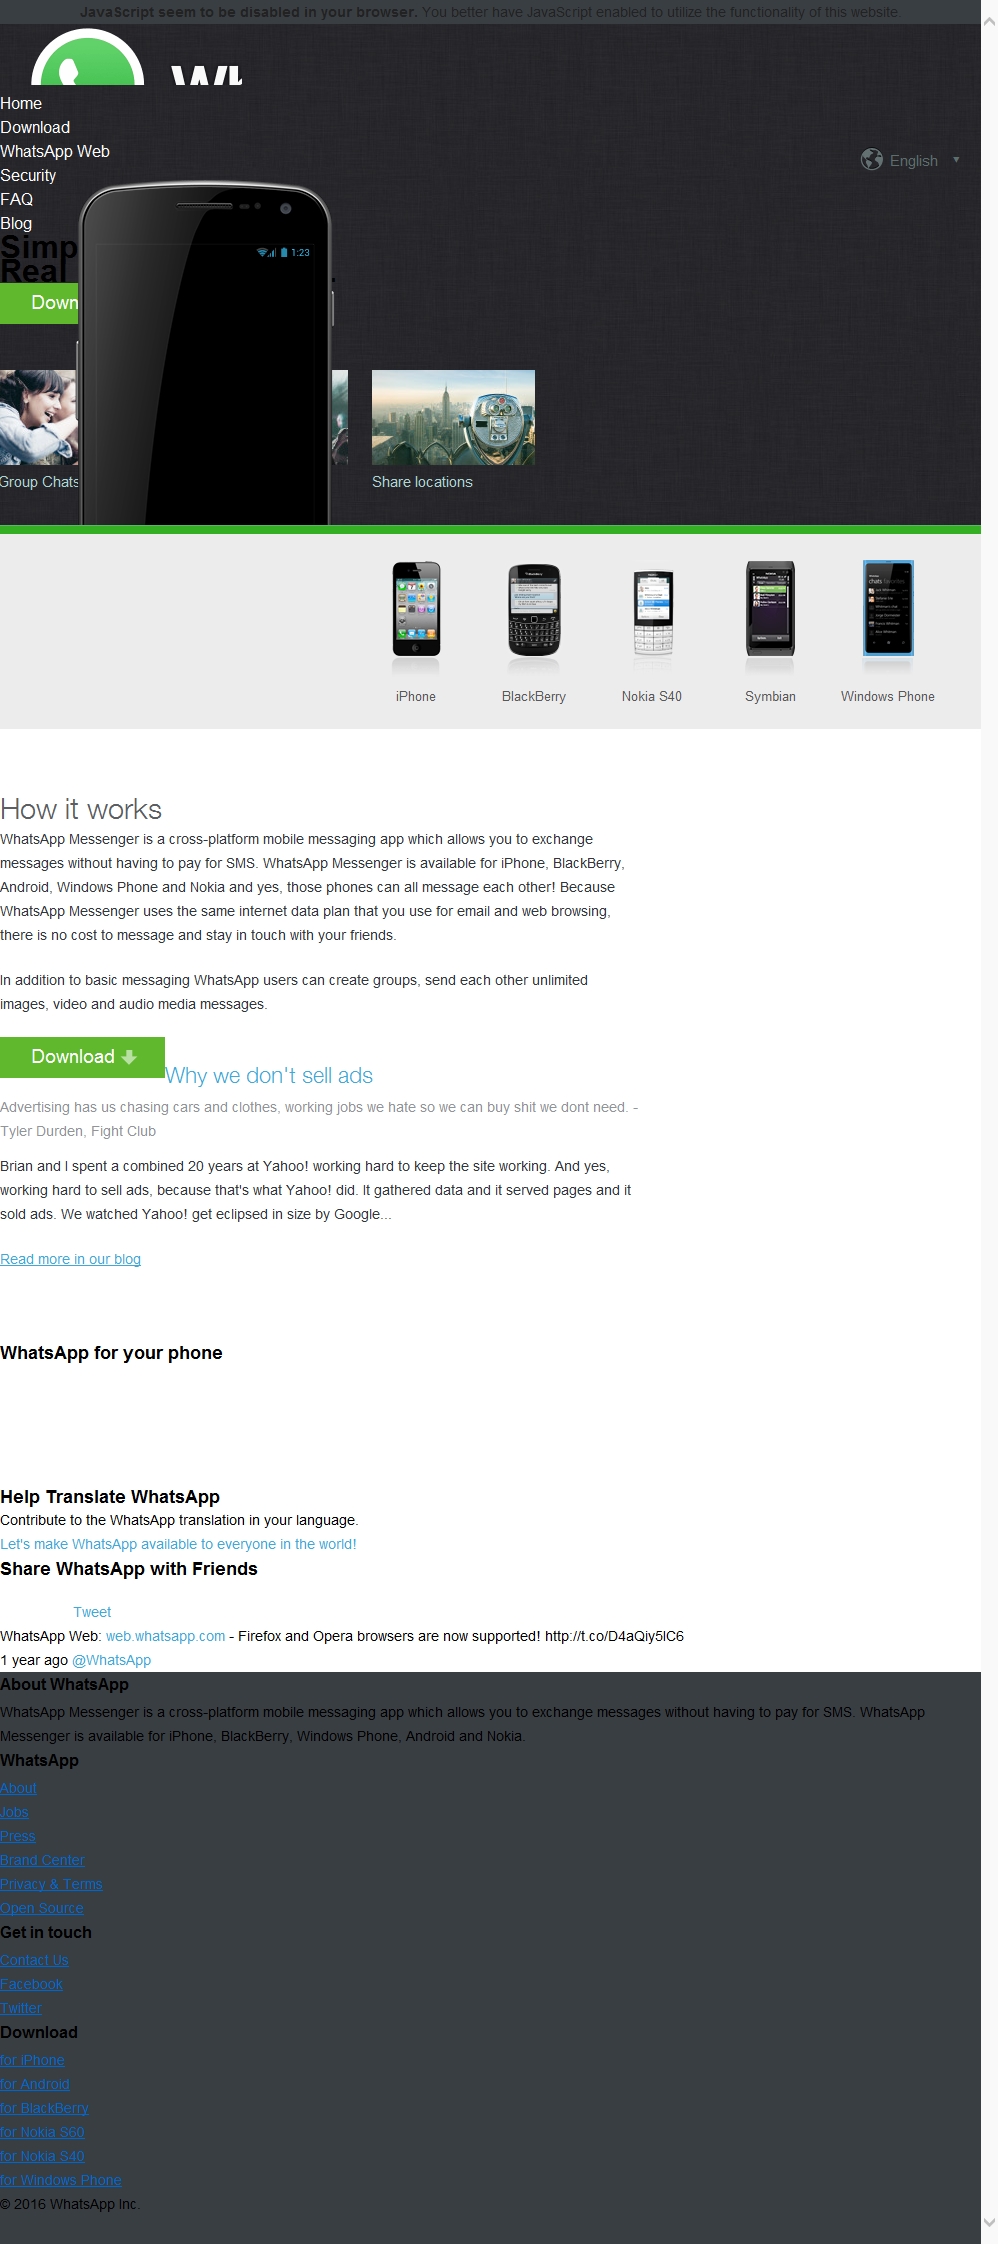 JavaScript seem to be disabled in your browser. You better have JavaScript enabled to utilize the functionality of this website.
Home
Download
WhatsApp Web
English
Security
FAQ
Blog
1:23
Simp
Real
Down
Group Chats
Share locations
iPhone
BlackBerry
Nokia S40
Symbian
Windows Phone
How it works
WhatsApp Messenger is a cross-platform mobile messaging app which allows you to exchange
messages without having to pay for SMS. WhatsApp Messenger is available for iPhone, BlackBerry,
Android, Windows Phone and Nokia and yes, those phones can all message each other! Because
WhatsApp Messenger uses the same internet data plan that you use for email and web browsing,
there is no cost to message and stay in touch with your friends.
In addition to basic messaging WhatsApp users can create groups, send each other unlimited
images, video and audio media messages.
Download
Why we don't sell ads
Advertising has us chasing cars and clothes, working jobs we hate so we can buy shit we dont need. -
Tyler Durden, Fight Club
Brian and I spent a combined 20 years at Yahoo! working hard to keep the site working. And yes,
working hard to sell ads, because that's what Yahoo! did. It gathered data and it served pages and it
sold ads. We watched Yahoo! get eclipsed in size by Google...
Read more in our blog
WhatsApp for your phone
Help Translate WhatsApp
Contribute to the WhatsApp translation in your language.
Let's make WhatsApp available to everyone in the world!
Share WhatsApp with Friends
Tweet
WhatsApp Web: web.whatsapp.com - Firefox and Opera browsers are now supported! http://t.co/D4aQiy5lC6
1 year ago @WhatsApp
About WhatsApp
WhatsApp Messenger is a cross-platform mobile messaging app which allows you to exchange messages without having to pay for SMS. WhatsApp
Messenger is available for iPhone, BlackBerry, Windows Phone, Android and Nokia.
WhatsApp
About
Jobs
Press
Brand Center
Privacy & Terms
Open Source
Get in touch
Contact Us
Facebook
Twitter
Download
for iPhone
for Android
for BlackBerry
for Nokia S60
for Nokia S40
for Windows Phone
© 2016 WhatsApp Inc.